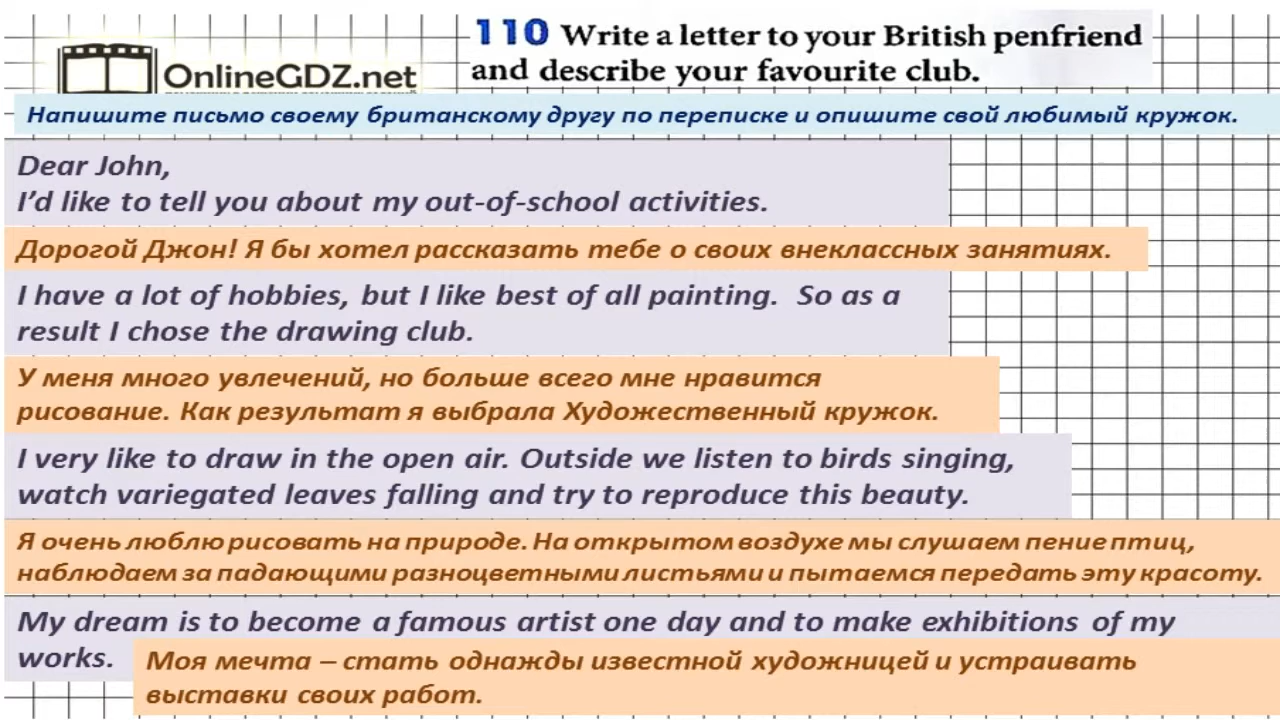 110 Write a letter to your British penfriend
and describe your favourite club.
OnlineGDZ.net
Напишите письмо своему британскому другу по переписке и опишите свой любимый кружок.
Dear John,
I’d like to tell you about my out-of-school activities.
Дорогой Джон! Я бы хотел рассказать тебе о своих внеклассных занятиях.
I have a lot of hobbies, but I like best of all painting. So as a
result I chose the drawing club.
У меня много увлечений, но больше всего мне нравится
рисование. Как результат я выбрала Художественный кружок.
I very like to draw in the open air. Outside we listen to birds singing,
watch variegated leaves falling and try to reproduce this beauty.
Я очень люблю рисовать на природе. На открытом воздухе мы слушаем пение птиц,
наблюдаем за падающими разноцветными листьями и пытаемся передать эту красоту.
My dream is to become a famous artist one day and to make exhibitions of my
works.
Моя мечта – стать однажды известной художницей и устраивать
выставки своих работ.